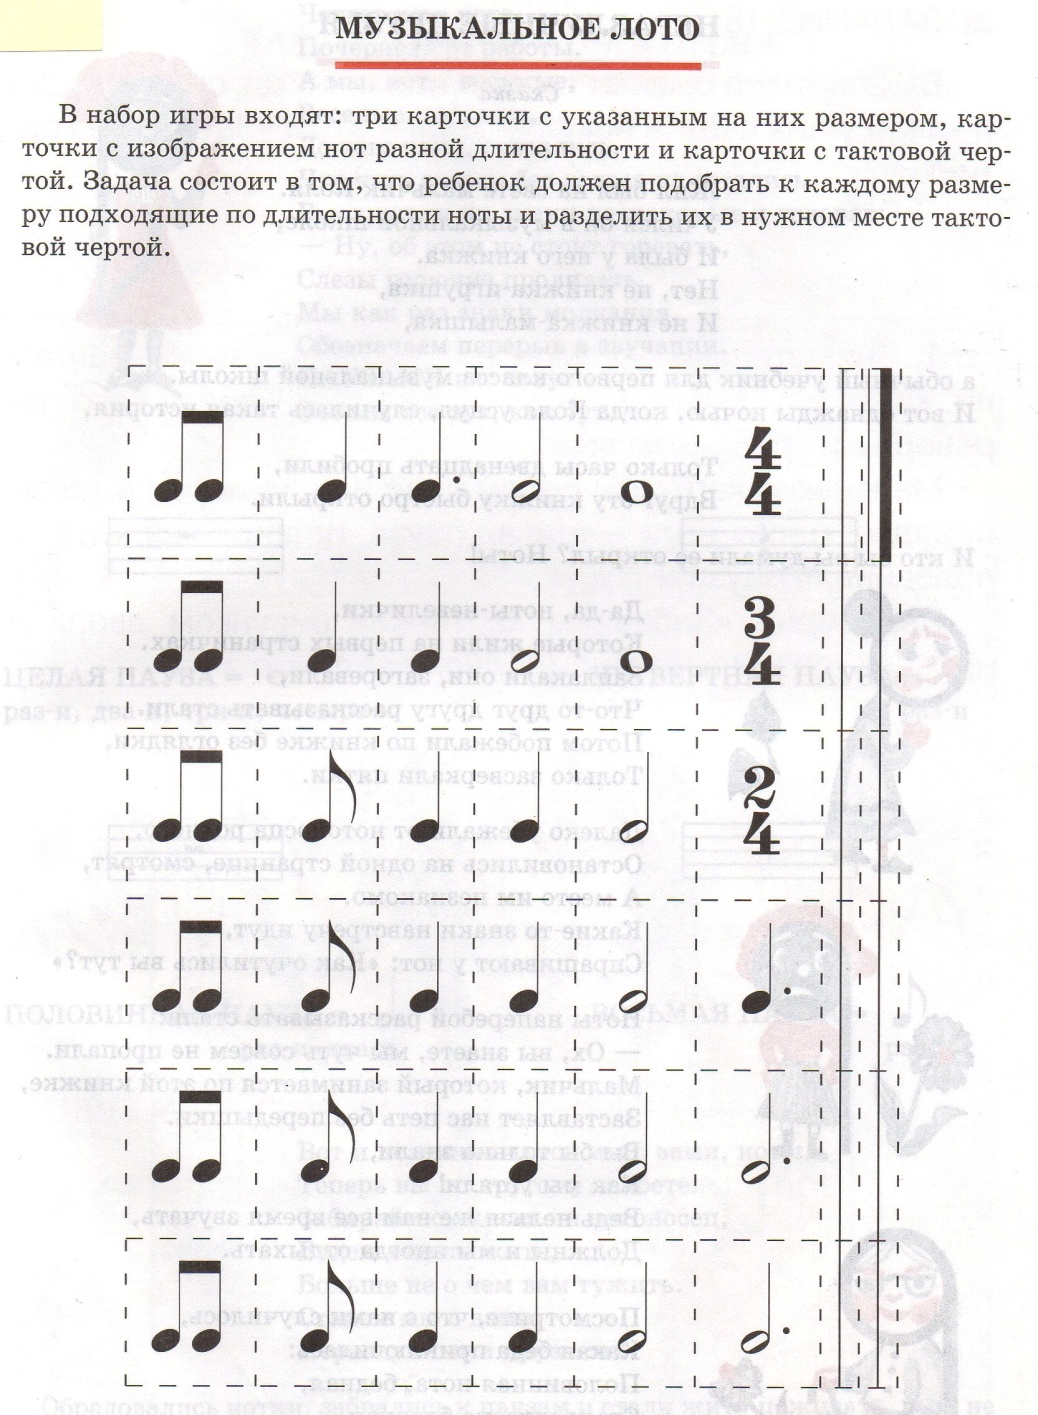 МУЗЫКАЛЬНОЕ ЛОТО
В набор игры входят: три карточки с указанным на них размером, кар-
точки с изображением нот разной длительности и карточки с тактовой чер-
той. Задача состоит в том, что ребенок должен подобрать к каждому разме-
ру подходящие по длительности ноты и разделить их в нужном месте такто-
вой чертой.
4
4
3
4
2
4